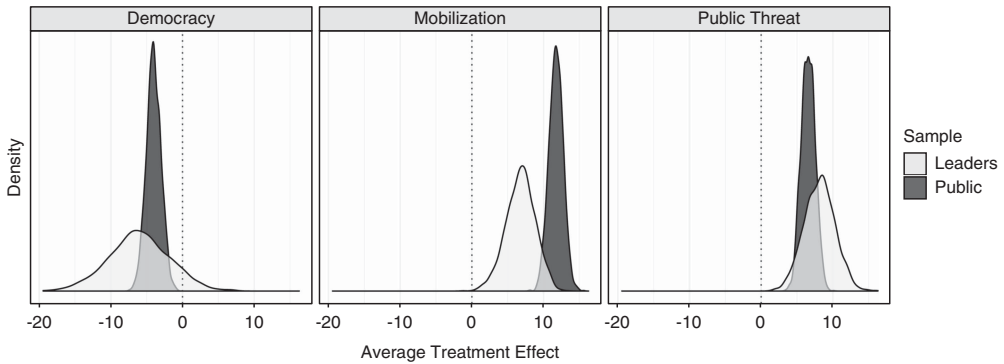 Democracy
Mobilization
Public Threat
Density
-20 -10 0 10
-20 -10 0 10
-20 -10 0 10
Average Treatment Effect
Sample
Leaders
Public